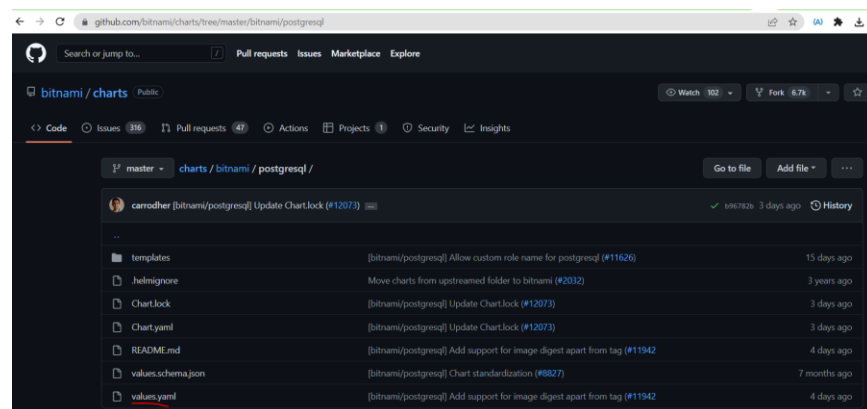 github.com/bitnami/charts/tree/master/bitnami/postgresql
Search or jump to... / Pull requests Issues Marketplace Explore
bitnami / charts Public Watch 102 Fork 6.7k
<> Code Issues 316 Pull requests 47 Actions Projects 1 Security Insights
master charts / bitnami / postgresql / Go to file Add file ...
carrodher [bitnami/postgresql] Update Chart.lock (#12073) ... b967826 3 days ago History
..
templates [bitnami/postgresql] Allow custom role name for postgresql (#11626) 15 days ago
.helmignore Move charts from upstreamed folder to bitnami (#2032) 3 years ago
Chart.lock [bitnami/postgresql] Update Chart.lock (#12073) 3 days ago
Chart.yaml [bitnami/postgresql] Update Chart.lock (#12073) 3 days ago
README.md [bitnami/postgresql] Add support for image digest apart from tag (#11942 4 days ago
values.schema.json [bitnami/postgresql] Chart standardization (#8827) 7 months ago
values.yaml [bitnami/postgresql] Add support for image digest apart from tag (#11942 4 days ago